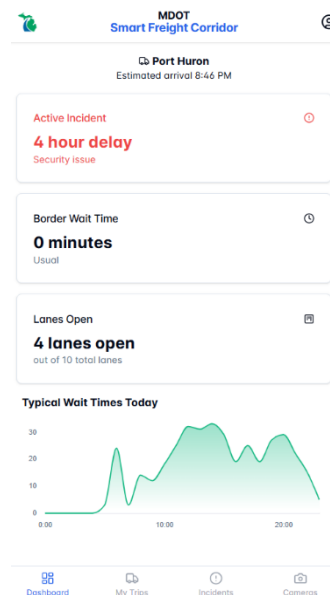 MDOT
Smart Freight Corridor
Port Huron
Estimated arrival 8:46 PM
Active Incident
4 hour delay
Security issue
Border Wait Time
0 minutes
Usual
Lanes Open
4 lanes open
out of 10 total lanes
Typical Wait Times Today
30
20
10
0
0:00 10:00 20:00
Dashboard My Trips Incidents Cameras